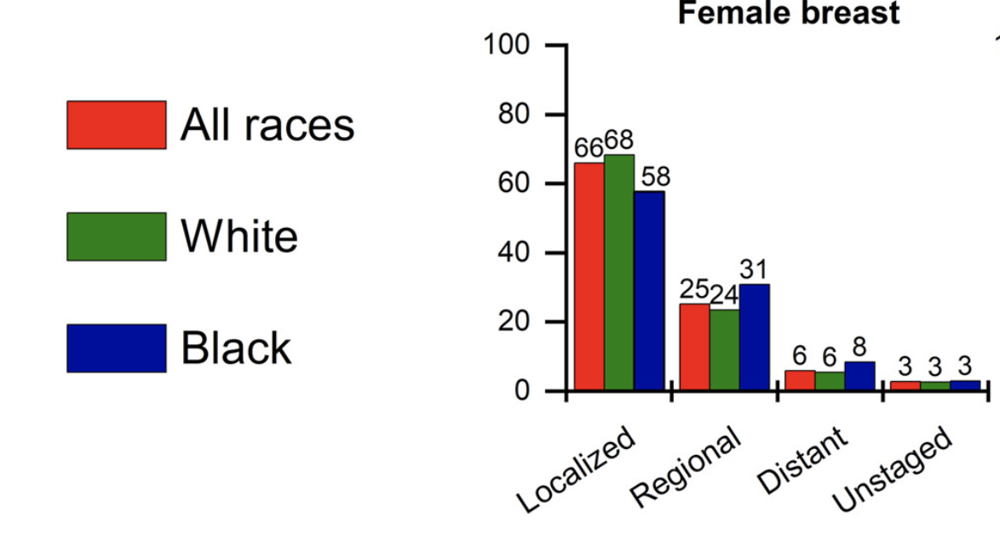 Female breast
All races
White
Black
100
80
60
40
20
0
66 68 58
25 24 31
6 6 8
3 3 3
Localized
Regional
Distant
Unstaged